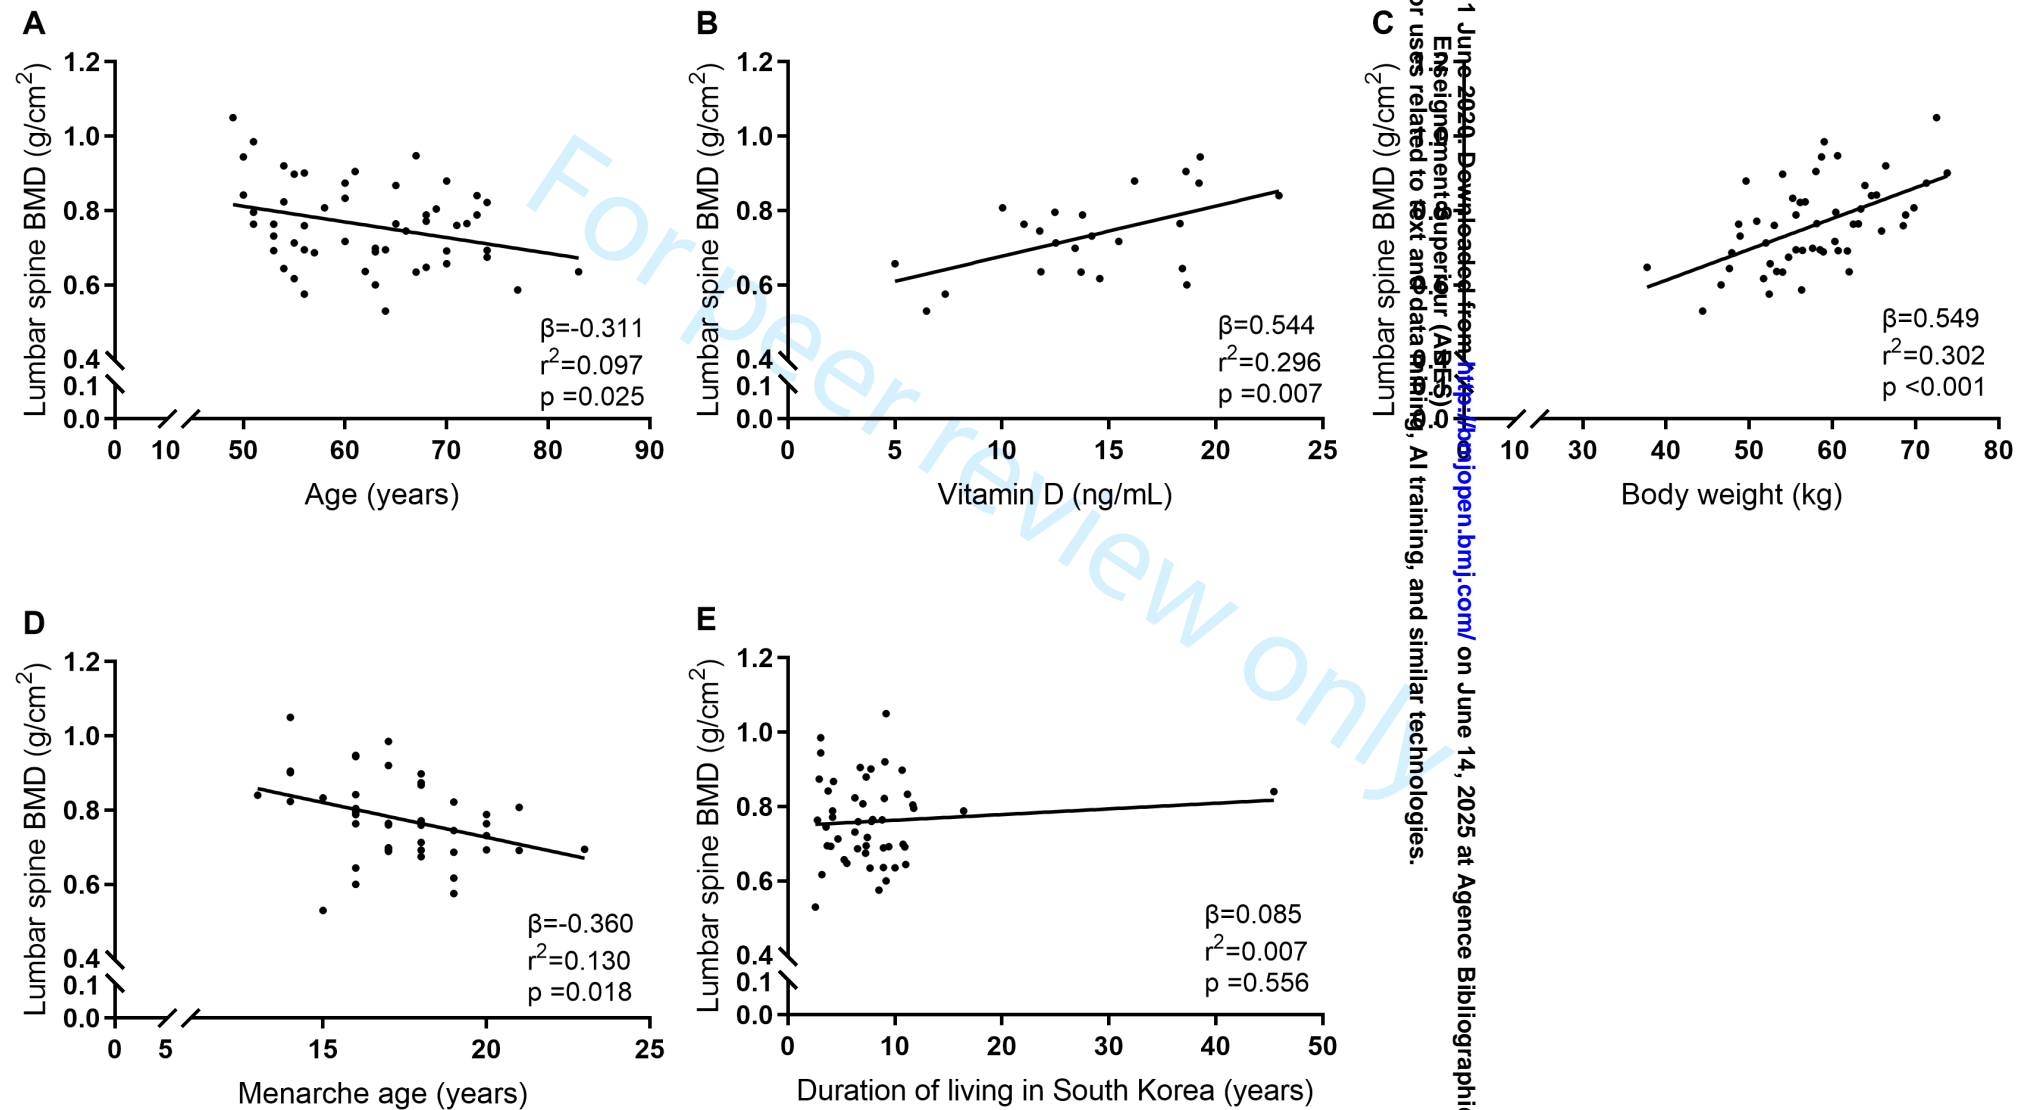 A
Lumbar spine BMD (g/cm²)
1.2
1.0
0.8
0.6
0.4
0.1
0.0
β=-0.311
r²=0.097
p =0.025
0 10 50 60 70 80 90
Age (years)
B
Lumbar spine BMD (g/cm²)
1.2
1.0
0.8
0.6
0.4
0.1
0.0
β=0.544
r²=0.296
p =0.007
0 5 10 15 20 25
Vitamin D (ng/mL)
C
Lumbar spine BMD (g/cm²)
β=0.549
r²=0.302
p <0.001
10 30 40 50 60 70 80
Body weight (kg)
D
Lumbar spine BMD (g/cm²)
1.2
1.0
0.8
0.6
0.4
0.1
0.0
β=-0.360
r²=0.130
p =0.018
0 5 15 20 25
Menarche age (years)
E
Lumbar spine BMD (g/cm²)
1.2
1.0
0.8
0.6
0.4
0.1
0.0
β=0.085
r²=0.007
p =0.556
0 10 20 30 40 50
Duration of living in South Korea (years)
For peer review only
1 June 2020. Downloaded from http://bmjopen.bmj.com/ on June 14, 2025 at Agence Bibliographi
Enseignement Superieur (ABES)
or uses related to text and data mining, AI training, and similar technologies.